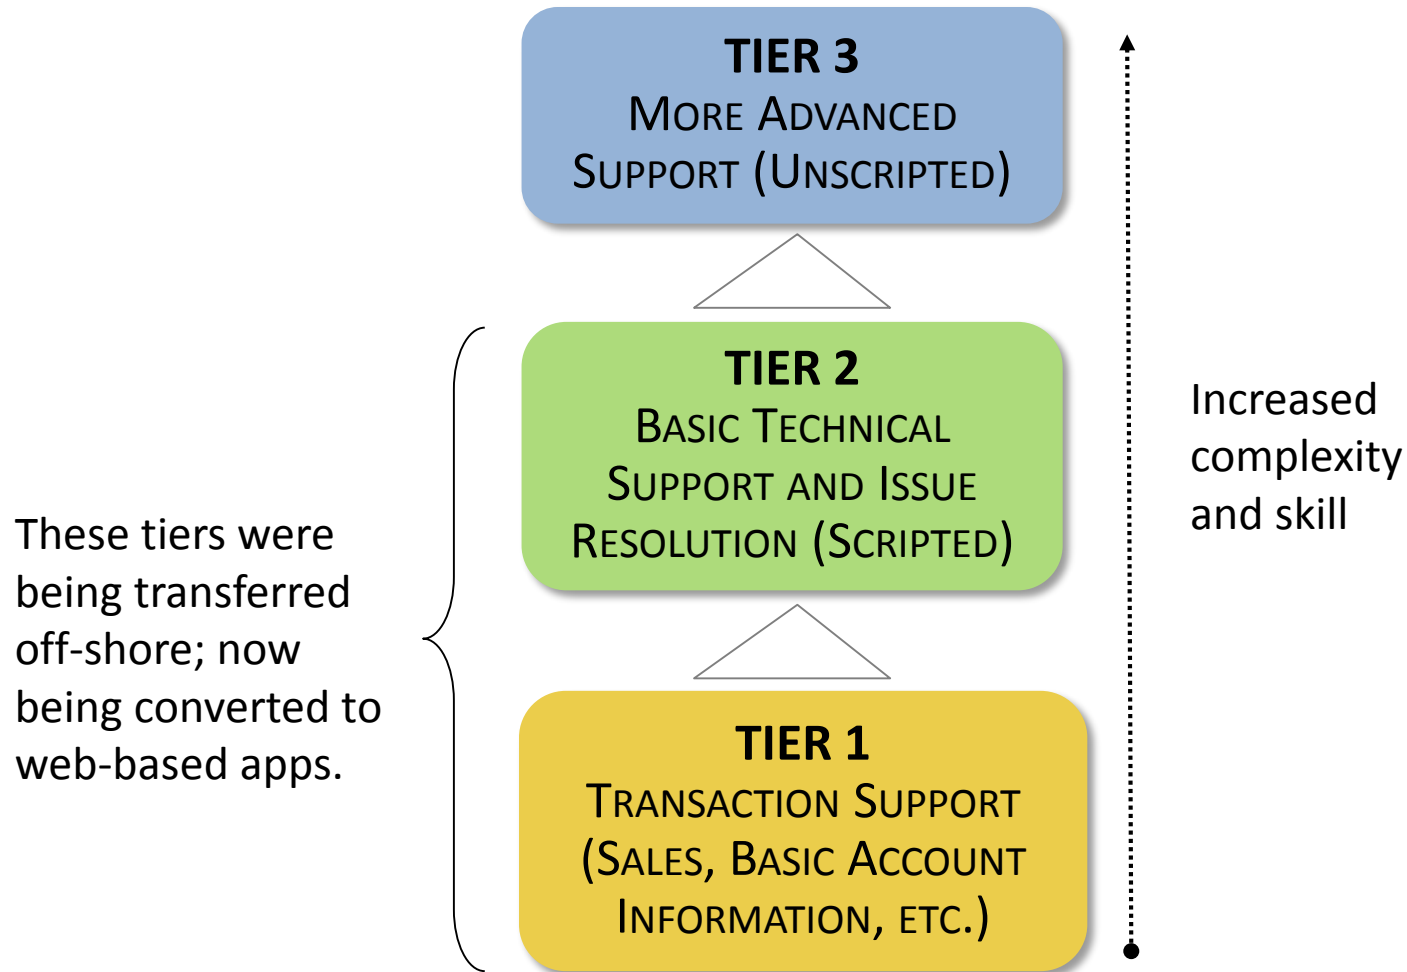 TIER 3
More Advanced
Support (Unscripted)
TIER 2
Basic Technical
Support and Issue
Resolution (Scripted)
Increased
complexity
and skill
These tiers were
being transferred
off-shore; now
being converted to
web-based apps.
TIER 1
Transaction Support
(Sales, Basic Account
Information, etc.)